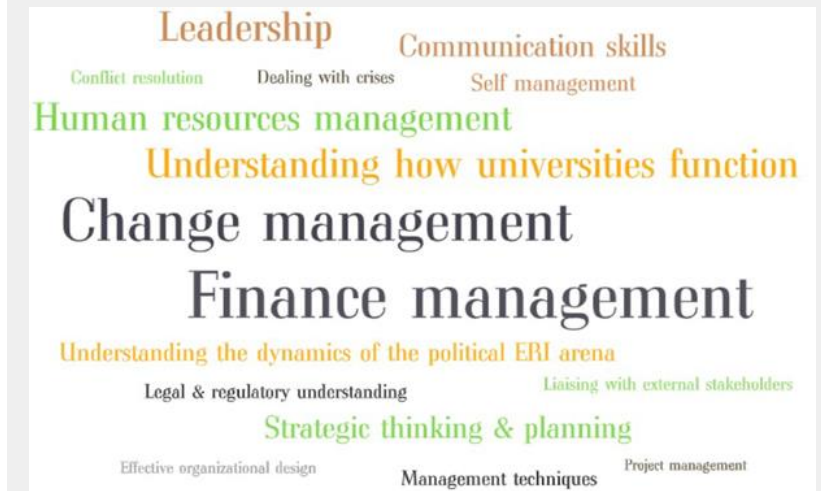 Leadership
Communication skills
Conflict resolution
Dealing with crises
Self management
Human resources management
Understanding how universities function
Change management
Finance management
Understanding the dynamics of the political ERI arena
Legal & regulatory understanding
Liaising with external stakeholders
Strategic thinking & planning
Effective organizational design
Management techniques
Project management